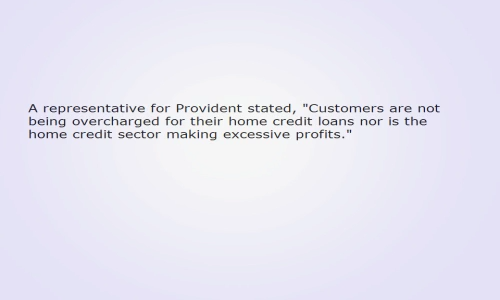 A representative for Provident stated, "Customers are not
being overcharged for their home credit loans nor is the
home credit sector making excessive profits."